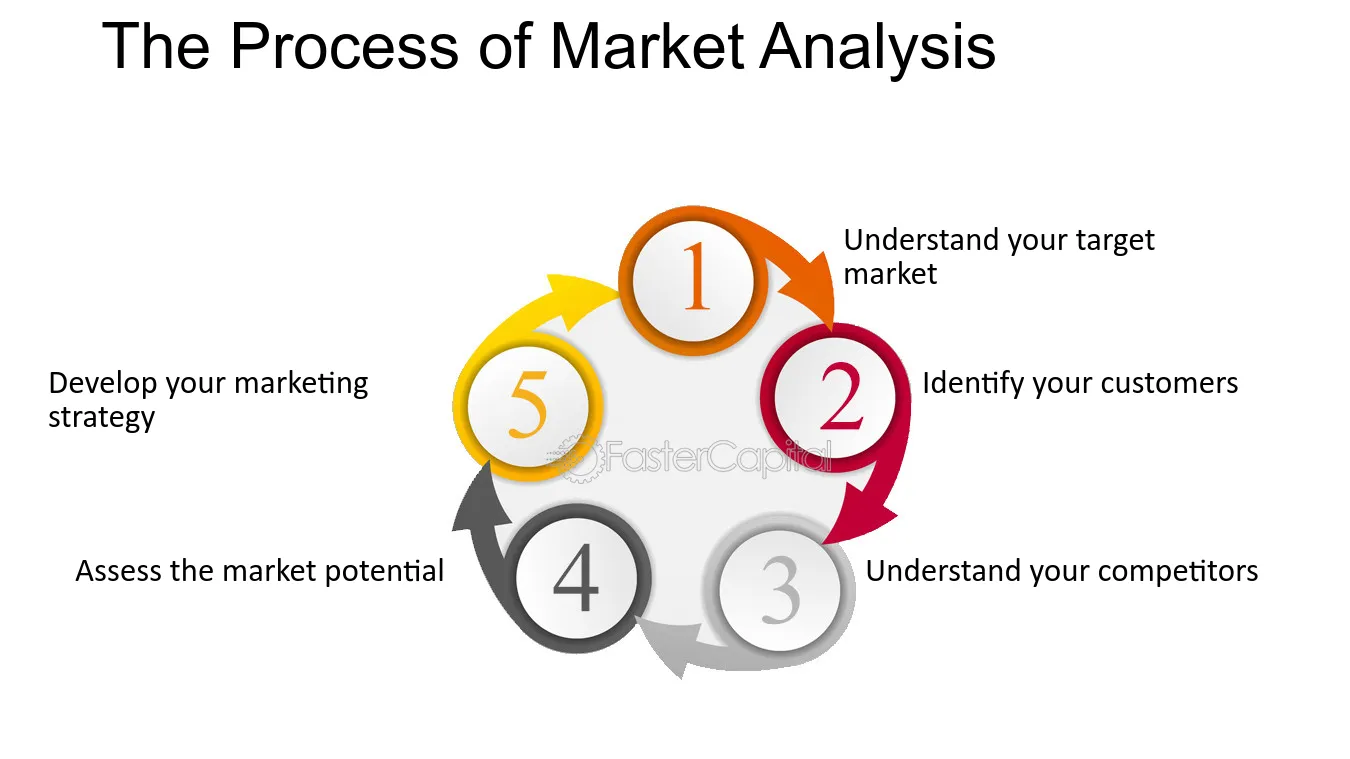 The Process of Market Analysis
1
Understand your target
market
2
Identify your customers
3
Understand your competitors
4
Assess the market potential
5
Develop your marketing
strategy
FasterCapital